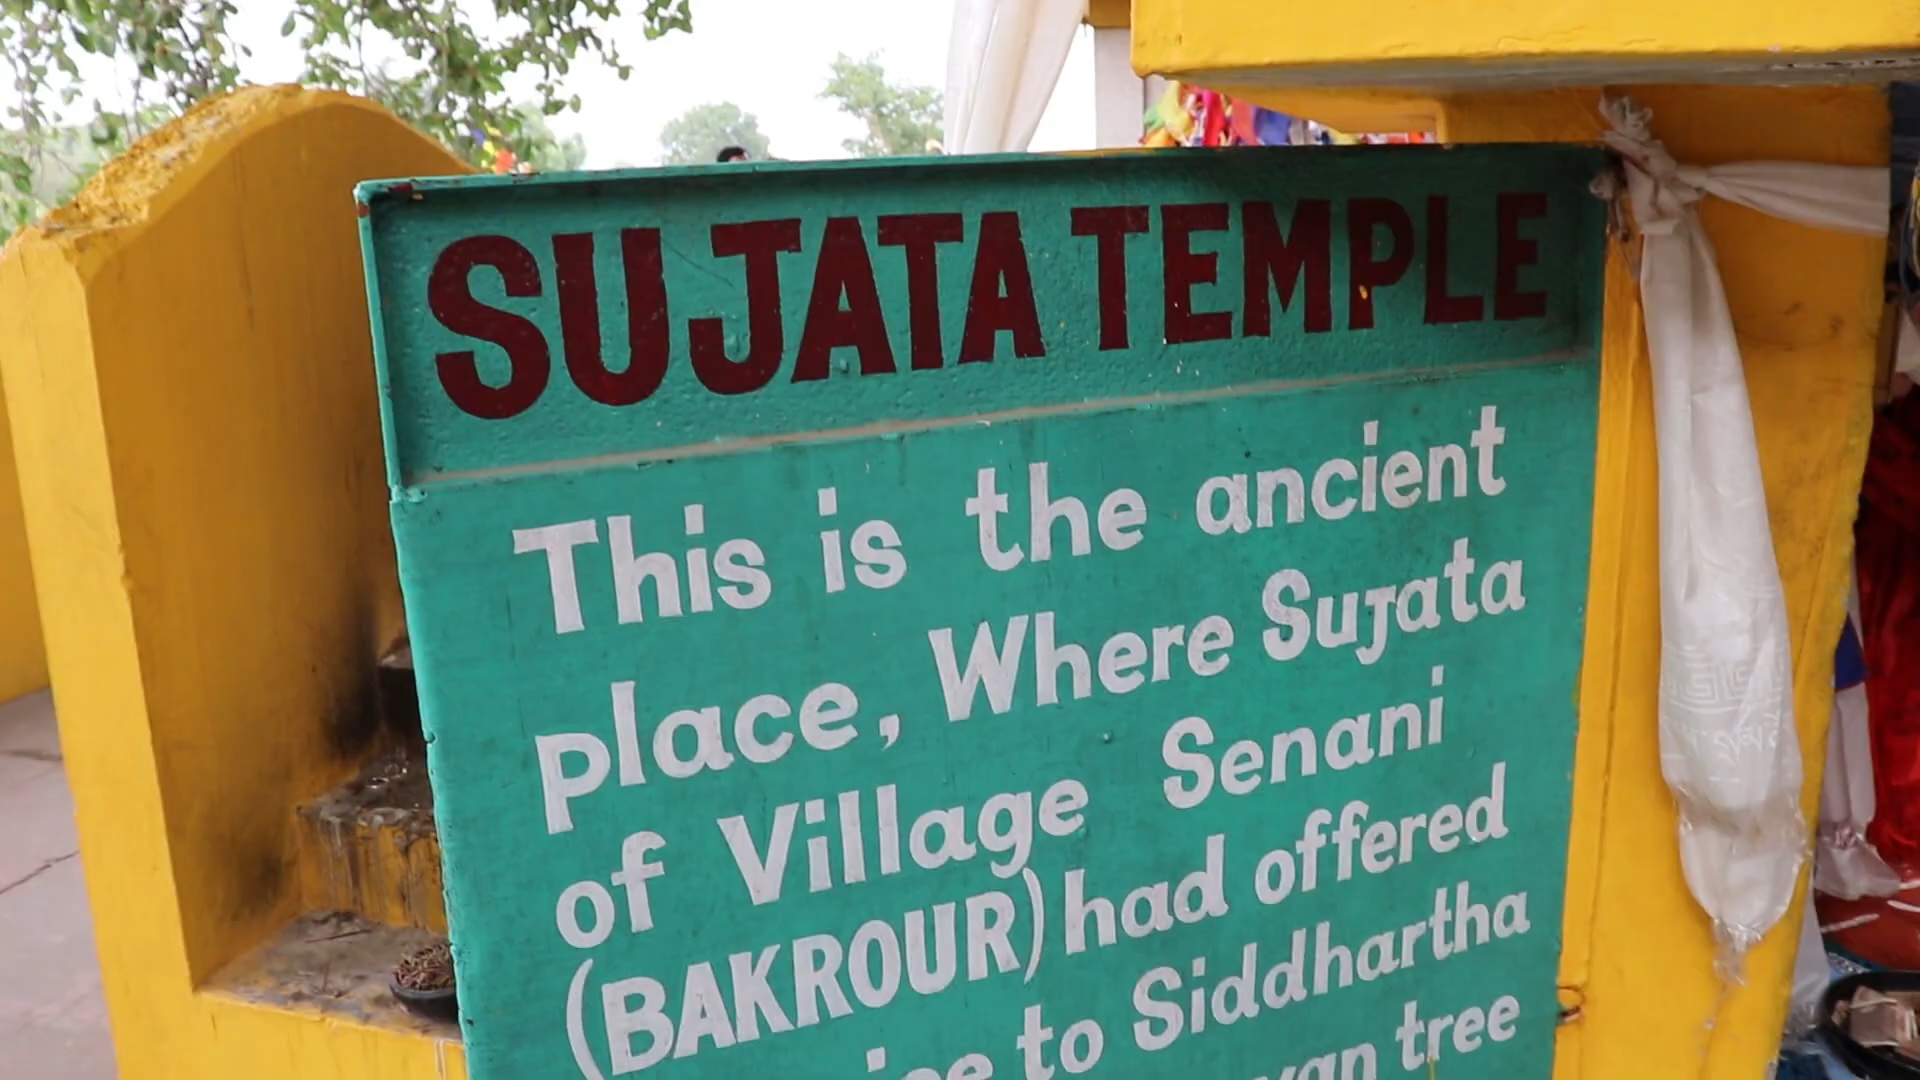 SUJATA TEMPLE
This is the ancient
place, Where Sujata
of Village Senani
(BAKROUR) had offered
to Siddhartha
tree